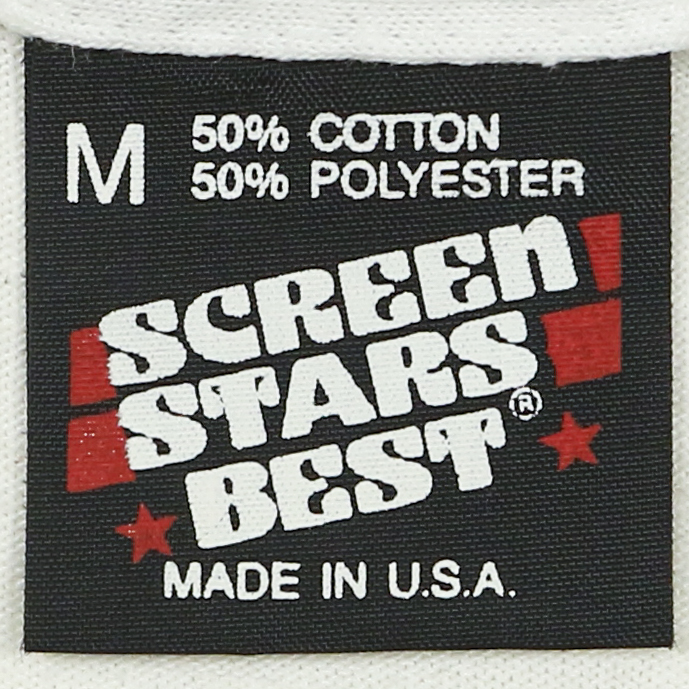 M
50% COTTON
50% POLYESTER
SCREEN
STARS
BEST®
MADE IN U.S.A.